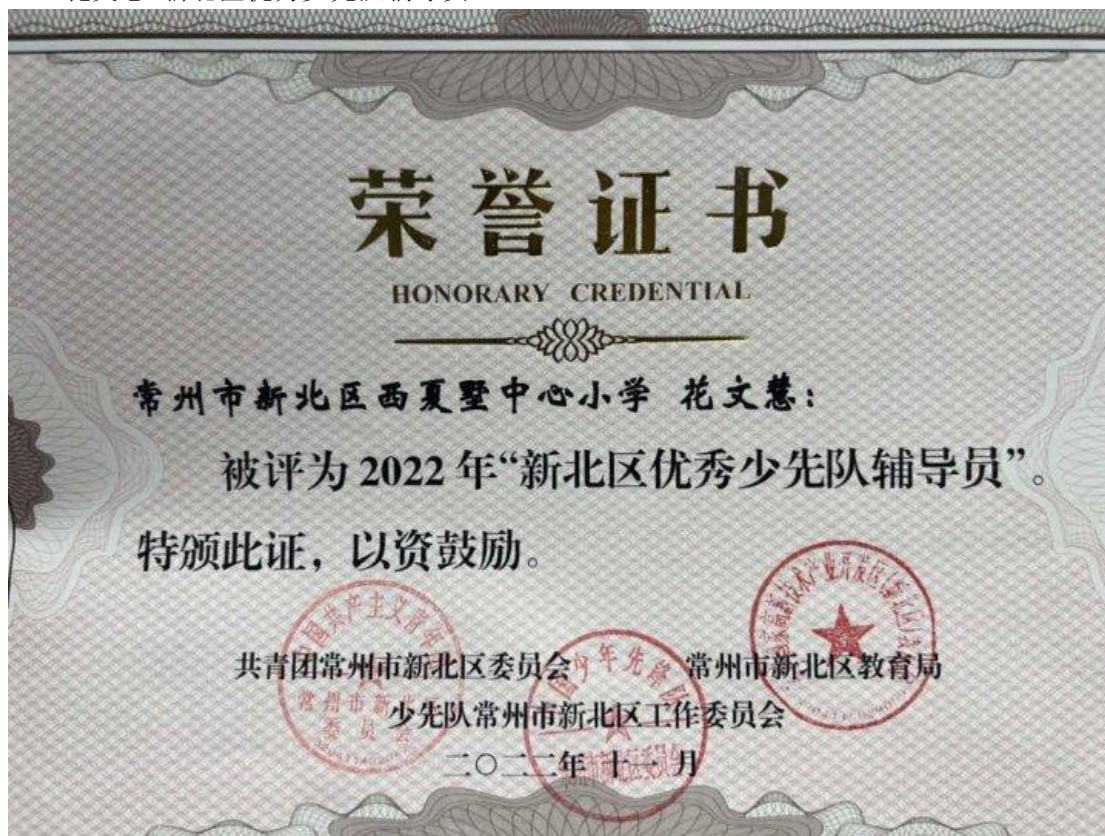 荣誉证书
HONORARY CREDENTIAL
常州市新北区西夏墅中心小学 花文慧：
被评为 2022 年“新北区优秀少先队辅导员”。
特颁此证，以资鼓励。
共青团常州市新北区委员会 常州市新北区教育局
少先队常州市新北区工作委员会
二〇二二年 十一 月